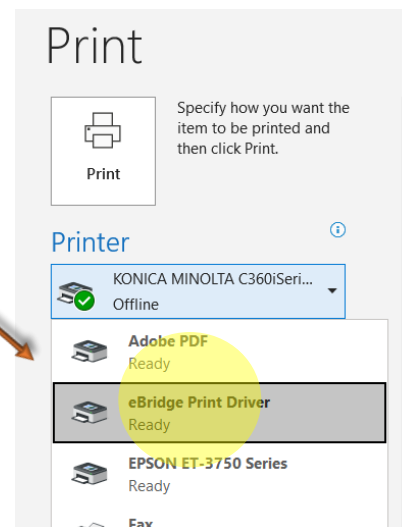 Print
Specify how you want the
item to be printed and
then click Print.
Print
Printer
KONICA MINOLTA C360iSeri...
Offline
Adobe PDF
Ready
eBridge Print Driver
Ready
EPSON ET-3750 Series
Ready
Fax